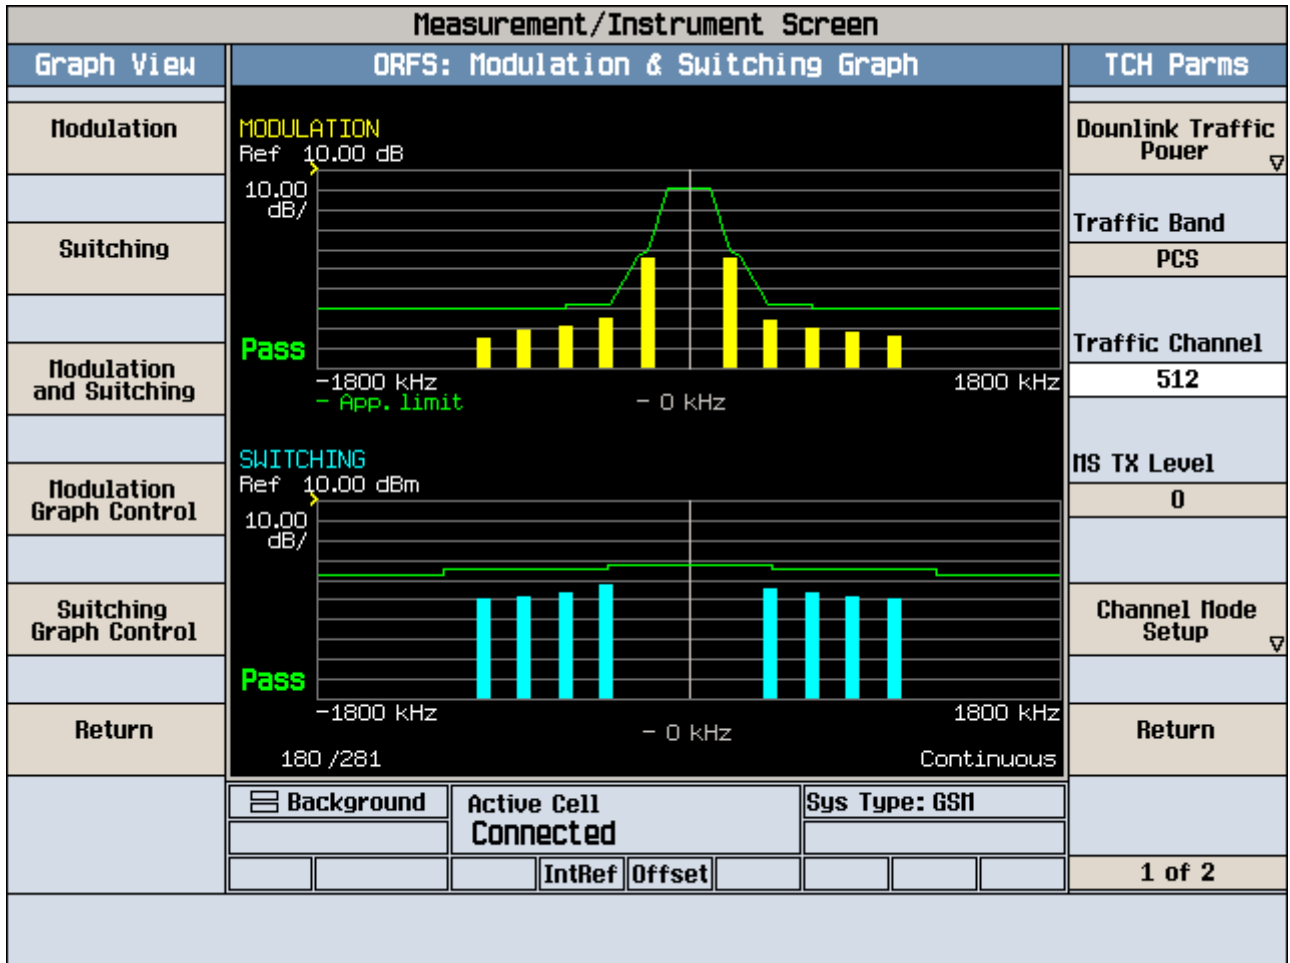 Measurement/Instrument Screen
Graph View
ORFS: Modulation & Switching Graph
TCH Parms
Modulation
Switching
Modulation
and Switching
Modulation
Graph Control
Switching
Graph Control
Return
MODULATION
Ref 10.00 dB
10.00
dB/
Pass
-1800 kHz
1800 kHz
- App. limit
- 0 kHz
SWITCHING
Ref 10.00 dBm
10.00
dB/
Pass
-1800 kHz
1800 kHz
- 0 kHz
180 /281
Continuous
Downlink Traffic
Power
Traffic Band
PCS
Traffic Channel
512
MS TX Level
0
Channel Mode
Setup
Return
1 of 2
Background
Active Cell
Connected
Sys Type: GSM
IntRef
Offset